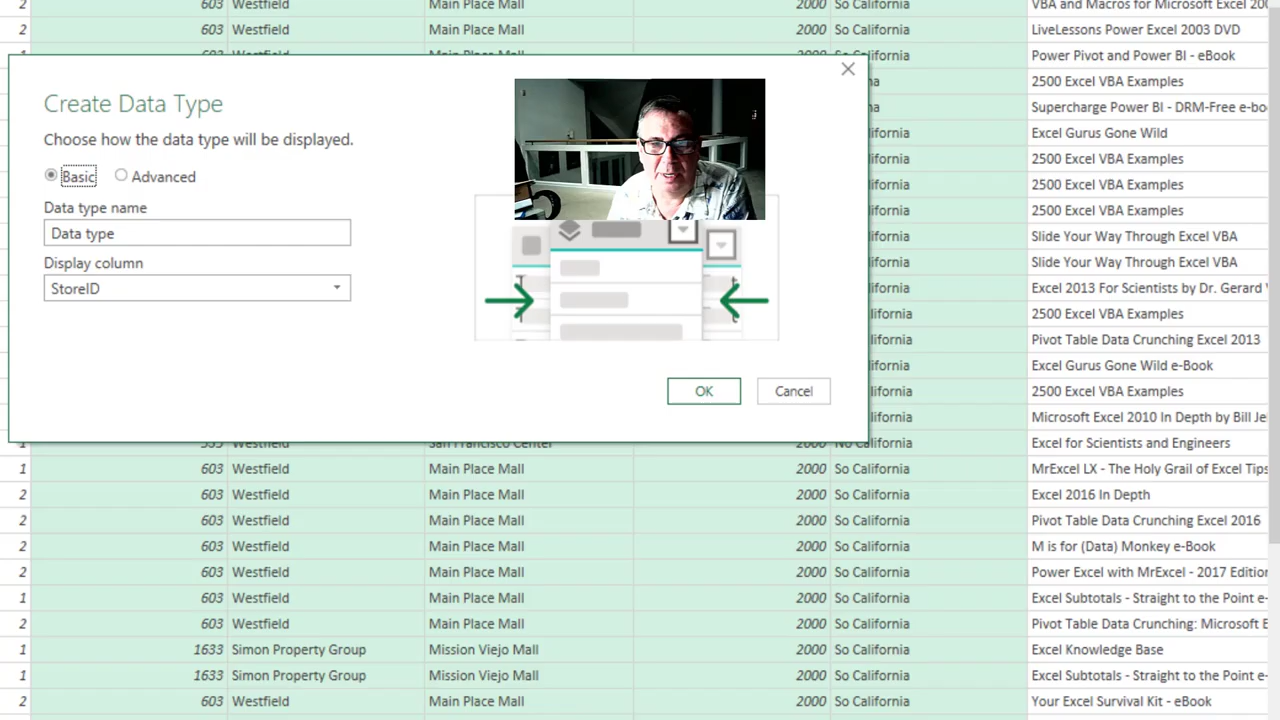 2 603 Westfield Main Place Mall 2000 So California VBA and Macros for Microsoft Excel
2 603 Westfield Main Place Mall 2000 So California LiveLessons Power Excel 2003 DVD
Power Pivot and Power BI - eBook
2500 Excel VBA Examples
Supercharge Power BI - DRM-Free
Create Data Type
Choose how the data type will be displayed.
Basic Advanced
Data type name
Data type
Display column
StoreID
OK Cancel
Excel Gurus Gone Wild
2500 Excel VBA Examples
2500 Excel VBA Examples
2500 Excel VBA Examples
Slide Your Way Through Excel VBA
Slide Your Way Through Excel VBA
Excel 2013 For Scientists by Dr. Gerard
2500 Excel VBA Examples
Pivot Table Data Crunching Excel 2013
Excel Gurus Gone Wild e-Book
2500 Excel VBA Examples
Microsoft Excel 2010 In Depth by Bill
San Francisco Center 2000 Excel for Scientists and Engineers
1 603 Westfield Main Place Mall 2000 So California MrExcel LX - The Holy Grail of Excel Tips
2 603 Westfield Main Place Mall 2000 So California Excel 2016 In Depth
2 603 Westfield Main Place Mall 2000 So California Pivot Table Data Crunching Excel 2016
2 603 Westfield Main Place Mall 2000 So California M is for (Data) Monkey e-Book
2 603 Westfield Main Place Mall 2000 So California Power Excel with MrExcel - 2017 Edition
1 603 Westfield Main Place Mall 2000 So California Excel Subtotals - Straight to the Point
2 603 Westfield Main Place Mall 2000 So California Pivot Table Data Crunching: Microsoft
1 1633 Simon Property Group Mission Viejo Mall 2000 So California Excel Knowledge Base
1 1633 Simon Property Group Mission Viejo Mall 2000 So California Excel Subtotals - Straight to the Point
2 603 Westfield Main Place Mall 2000 So California Your Excel Survival Kit - eBook